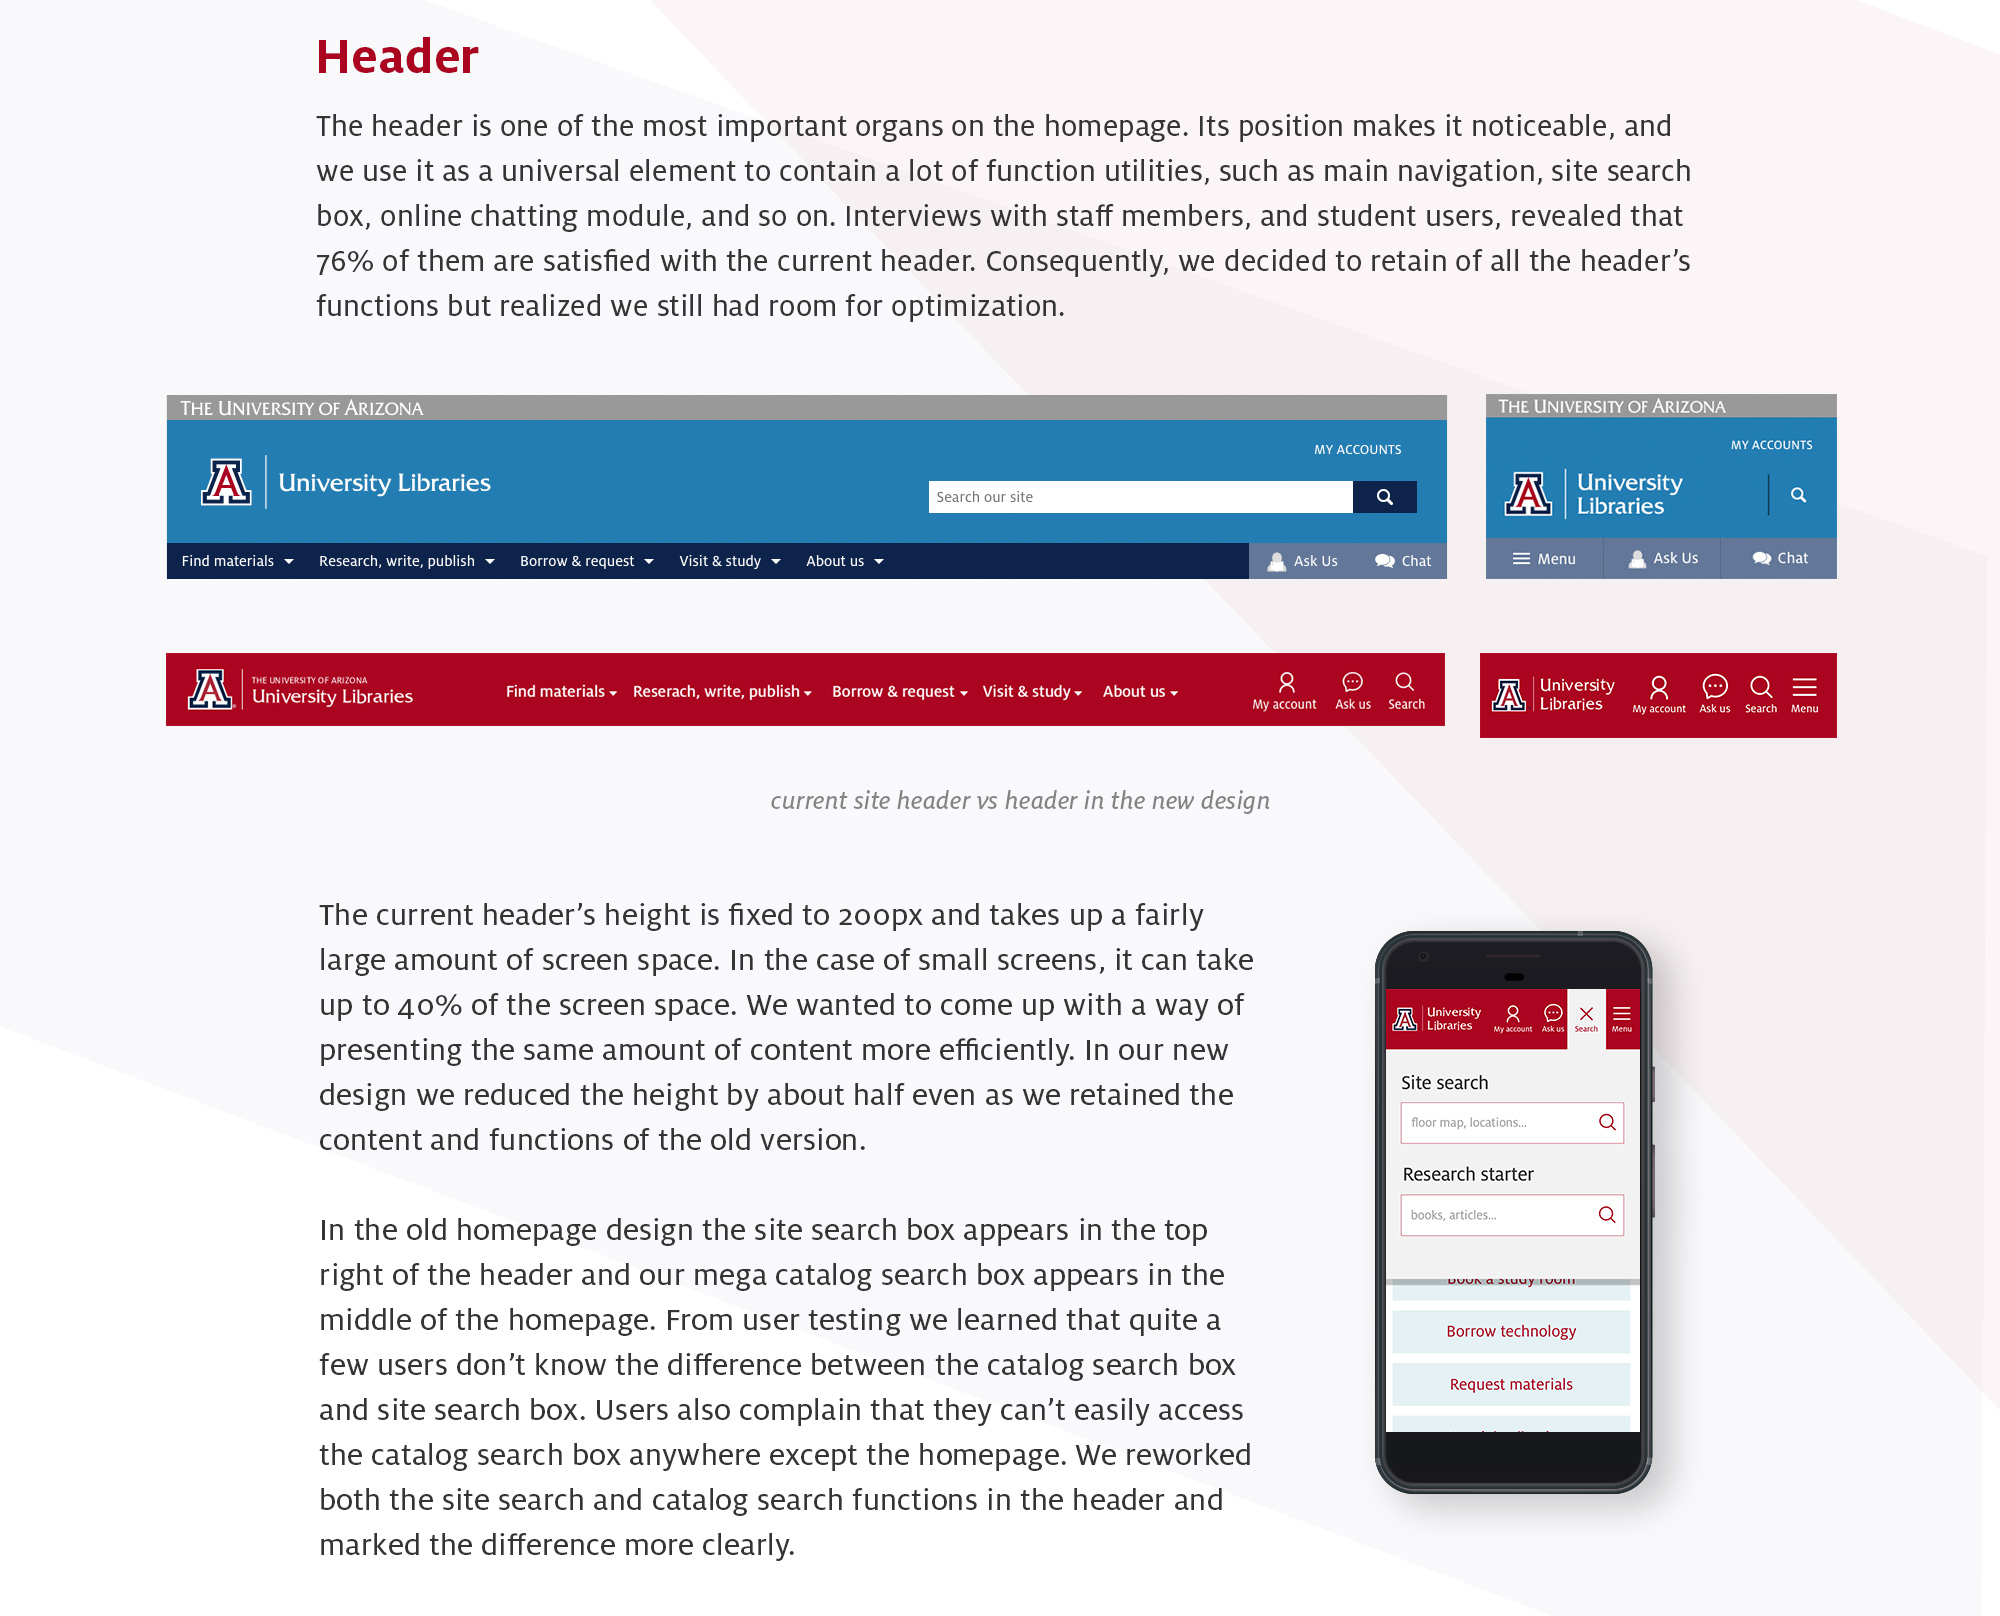 Header
The header is one of the most important organs on the homepage. Its position makes it noticeable, and
we use it as a universal element to contain a lot of function utilities, such as main navigation, site search
box, online chatting module, and so on. Interviews with staff members, and student users, revealed that
76% of them are satisfied with the current header. Consequently, we decided to retain of all the header’s
functions but realized we still had room for optimization.
THE UNIVERSITY OF ARIZONA
MY ACCOUNTS
A University Libraries
Search our site
Find materials Research, write, publish Borrow & request Visit & study About us Ask Us Chat
THE UNIVERSITY OF ARIZONA
MY ACCOUNTS
A University
Libraries
Menu Ask Us Chat
THE UNIVERSITY OF ARIZONA
A University Libraries
Find materials Reserach, write, publish Borrow & request Visit & study About us
My account Ask us Search
A University
Libraries
My account Ask us Search Menu
current site header vs header in the new design
The current header’s height is fixed to 200px and takes up a fairly
large amount of screen space. In the case of small screens, it can take
up to 40% of the screen space. We wanted to come up with a way of
presenting the same amount of content more efficiently. In our new
design we reduced the height by about half even as we retained the
content and functions of the old version.
In the old homepage design the site search box appears in the top
right of the header and our mega catalog search box appears in the
middle of the homepage. From user testing we learned that quite a
few users don’t know the difference between the catalog search box
and site search box. Users also complain that they can’t easily access
the catalog search box anywhere except the homepage. We reworked
both the site search and catalog search functions in the header and
marked the difference more clearly.
A University
Libraries
My account Ask us Search Menu
Site search
floor map, locations...
Research starter
books, articles...
Book a study room
Borrow technology
Request materials